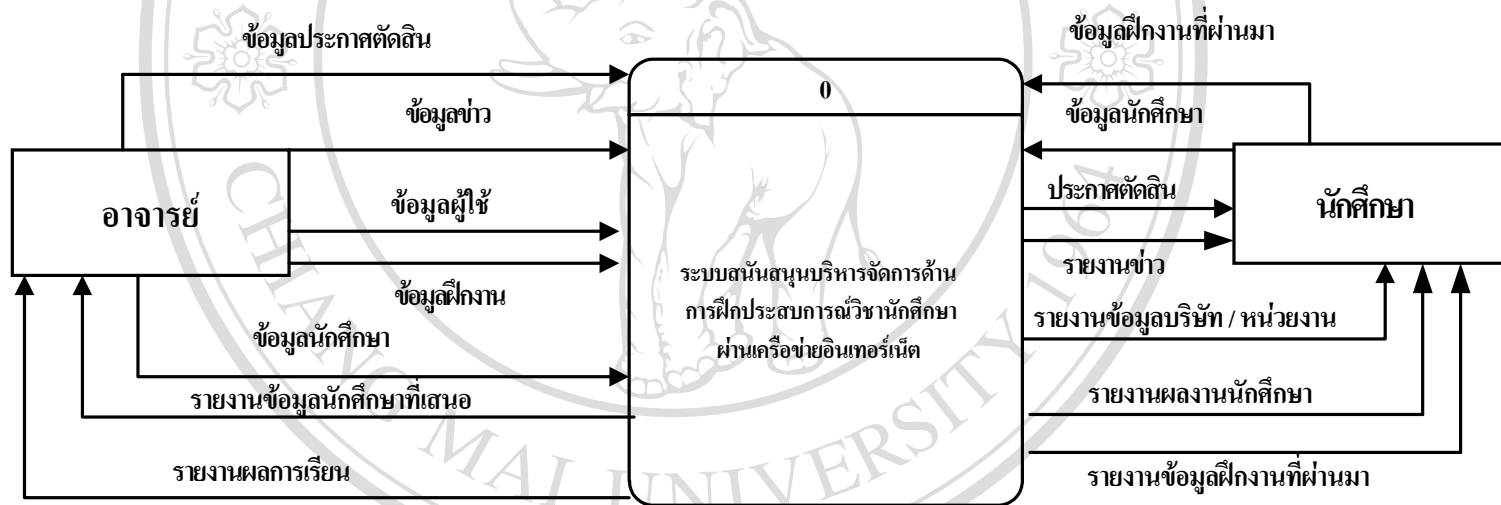 ข้อมูลประกาศตัดสิน
ข้อมูลข่าว
อาจารย์
ข้อมูลผู้ใช้
ข้อมูลฝึกงาน
ข้อมูลนักศึกษา
รายงานข้อมูลนักศึกษาที่เสนอ
รายงานผลการเรียน
0
ระบบสนันสนุนบริหารจัดการด้าน
การฝึกประสบการณ์วิชานักศึกษา
ผ่านเครือข่ายอินเทอร์เน็ต
ข้อมูลฝึกงานที่ผ่านมา
ข้อมูลนักศึกษา
ประกาศตัดสิน
นักศึกษา
รายงานข่าว
รายงานข้อมูลบริษัท / หน่วยงาน
รายงานผลงานนักศึกษา
รายงานข้อมูลฝึกงานที่ผ่านมา
CHIANG MAI UNIVERSITY 1964